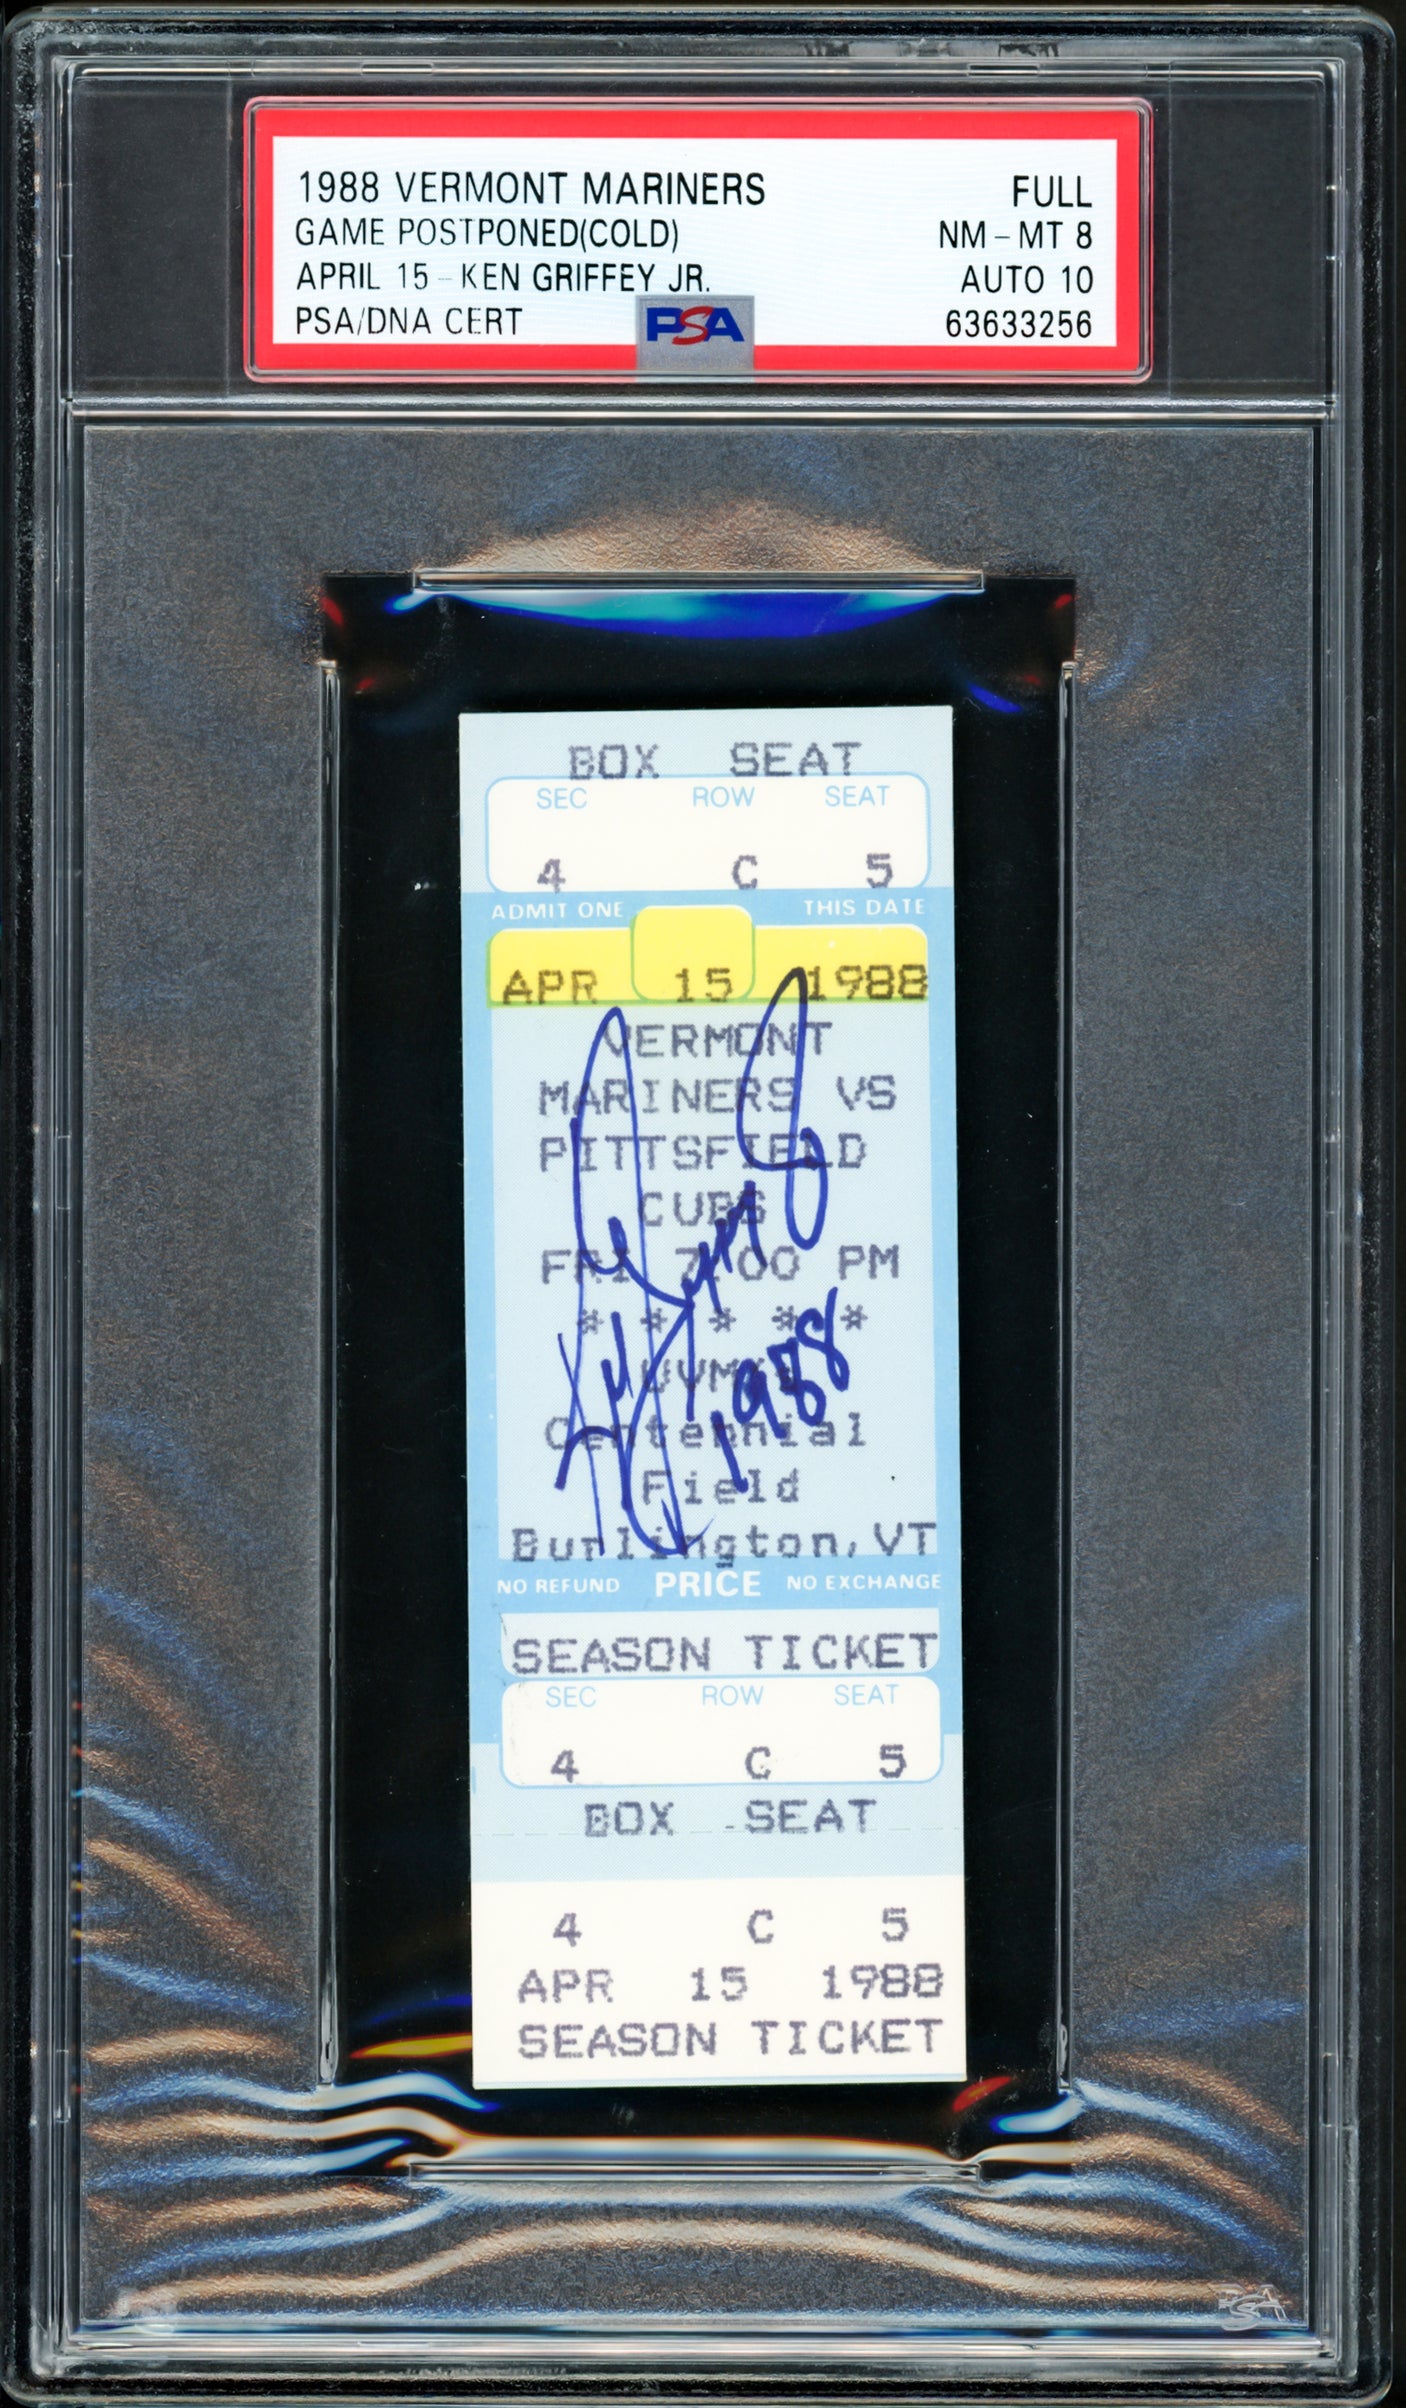 1988 VERMONT MARINERS FULL
GAME POSTPONED(COLD) NM-MT 8
APRIL 15-KEN GRIFFEY JR. AUTO 10
PSA/DNA CERT 63633256
PSA
BOX SEAT
SEC ROW SEAT
4 C 5
ADMIT ONE THIS DATE
APR 15 1988
VERMONT
MARINERS VS
PITTSFIELD
CUBS
FRI 7:00 PM
* * * * *
Centennial
Field
Burlington, VT
1988
NO REFUND PRICE NO EXCHANGE
SEASON TICKET
SEC ROW SEAT
4 C 5
BOX SEAT
4 C 5
APR 15 1988
SEASON TICKET
PSA